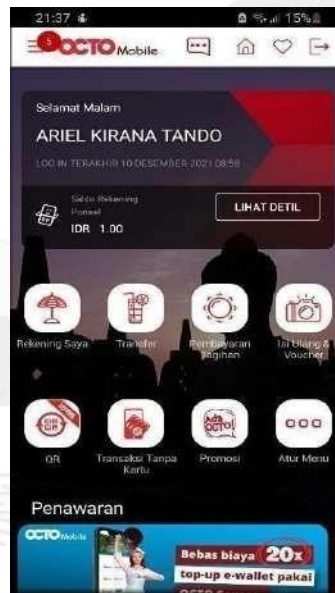 21:37
15%
5
OCTO Mobile
Selamat Malam
ARIEL KIRANA TANDO
LOG IN TERAKHIR 10 DESEMBER 2021 08:58
Saldo Rekening
Ponsel
IDR 1.00
LIHAT DETIL
Rekening Saya
Transfer
Pembayaran
Tagihan
Isi Ulang &
Voucher
QR
Transaksi Tanpa
Kartu
Promosi
Atur Menu
Penawaran
OCTO Mobile
Bebas biaya 20x
top-up e-wallet pakai